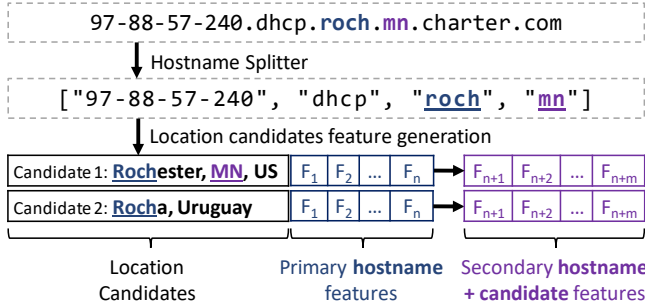 97-88-57-240.dhcp.roch.mn.charter.com
Hostname Splitter
["97-88-57-240", "dhcp", "roch", "mn"]
Location candidates feature generation
Candidate 1: Rochester, MN, US F1 F2 ... Fn Fn+1 Fn+2 ... Fn+m
Candidate 2: Rocha, Uruguay F1 F2 ... Fn Fn+1 Fn+2 ... Fn+m
Location Primary hostname Secondary hostname
Candidates features + candidate features